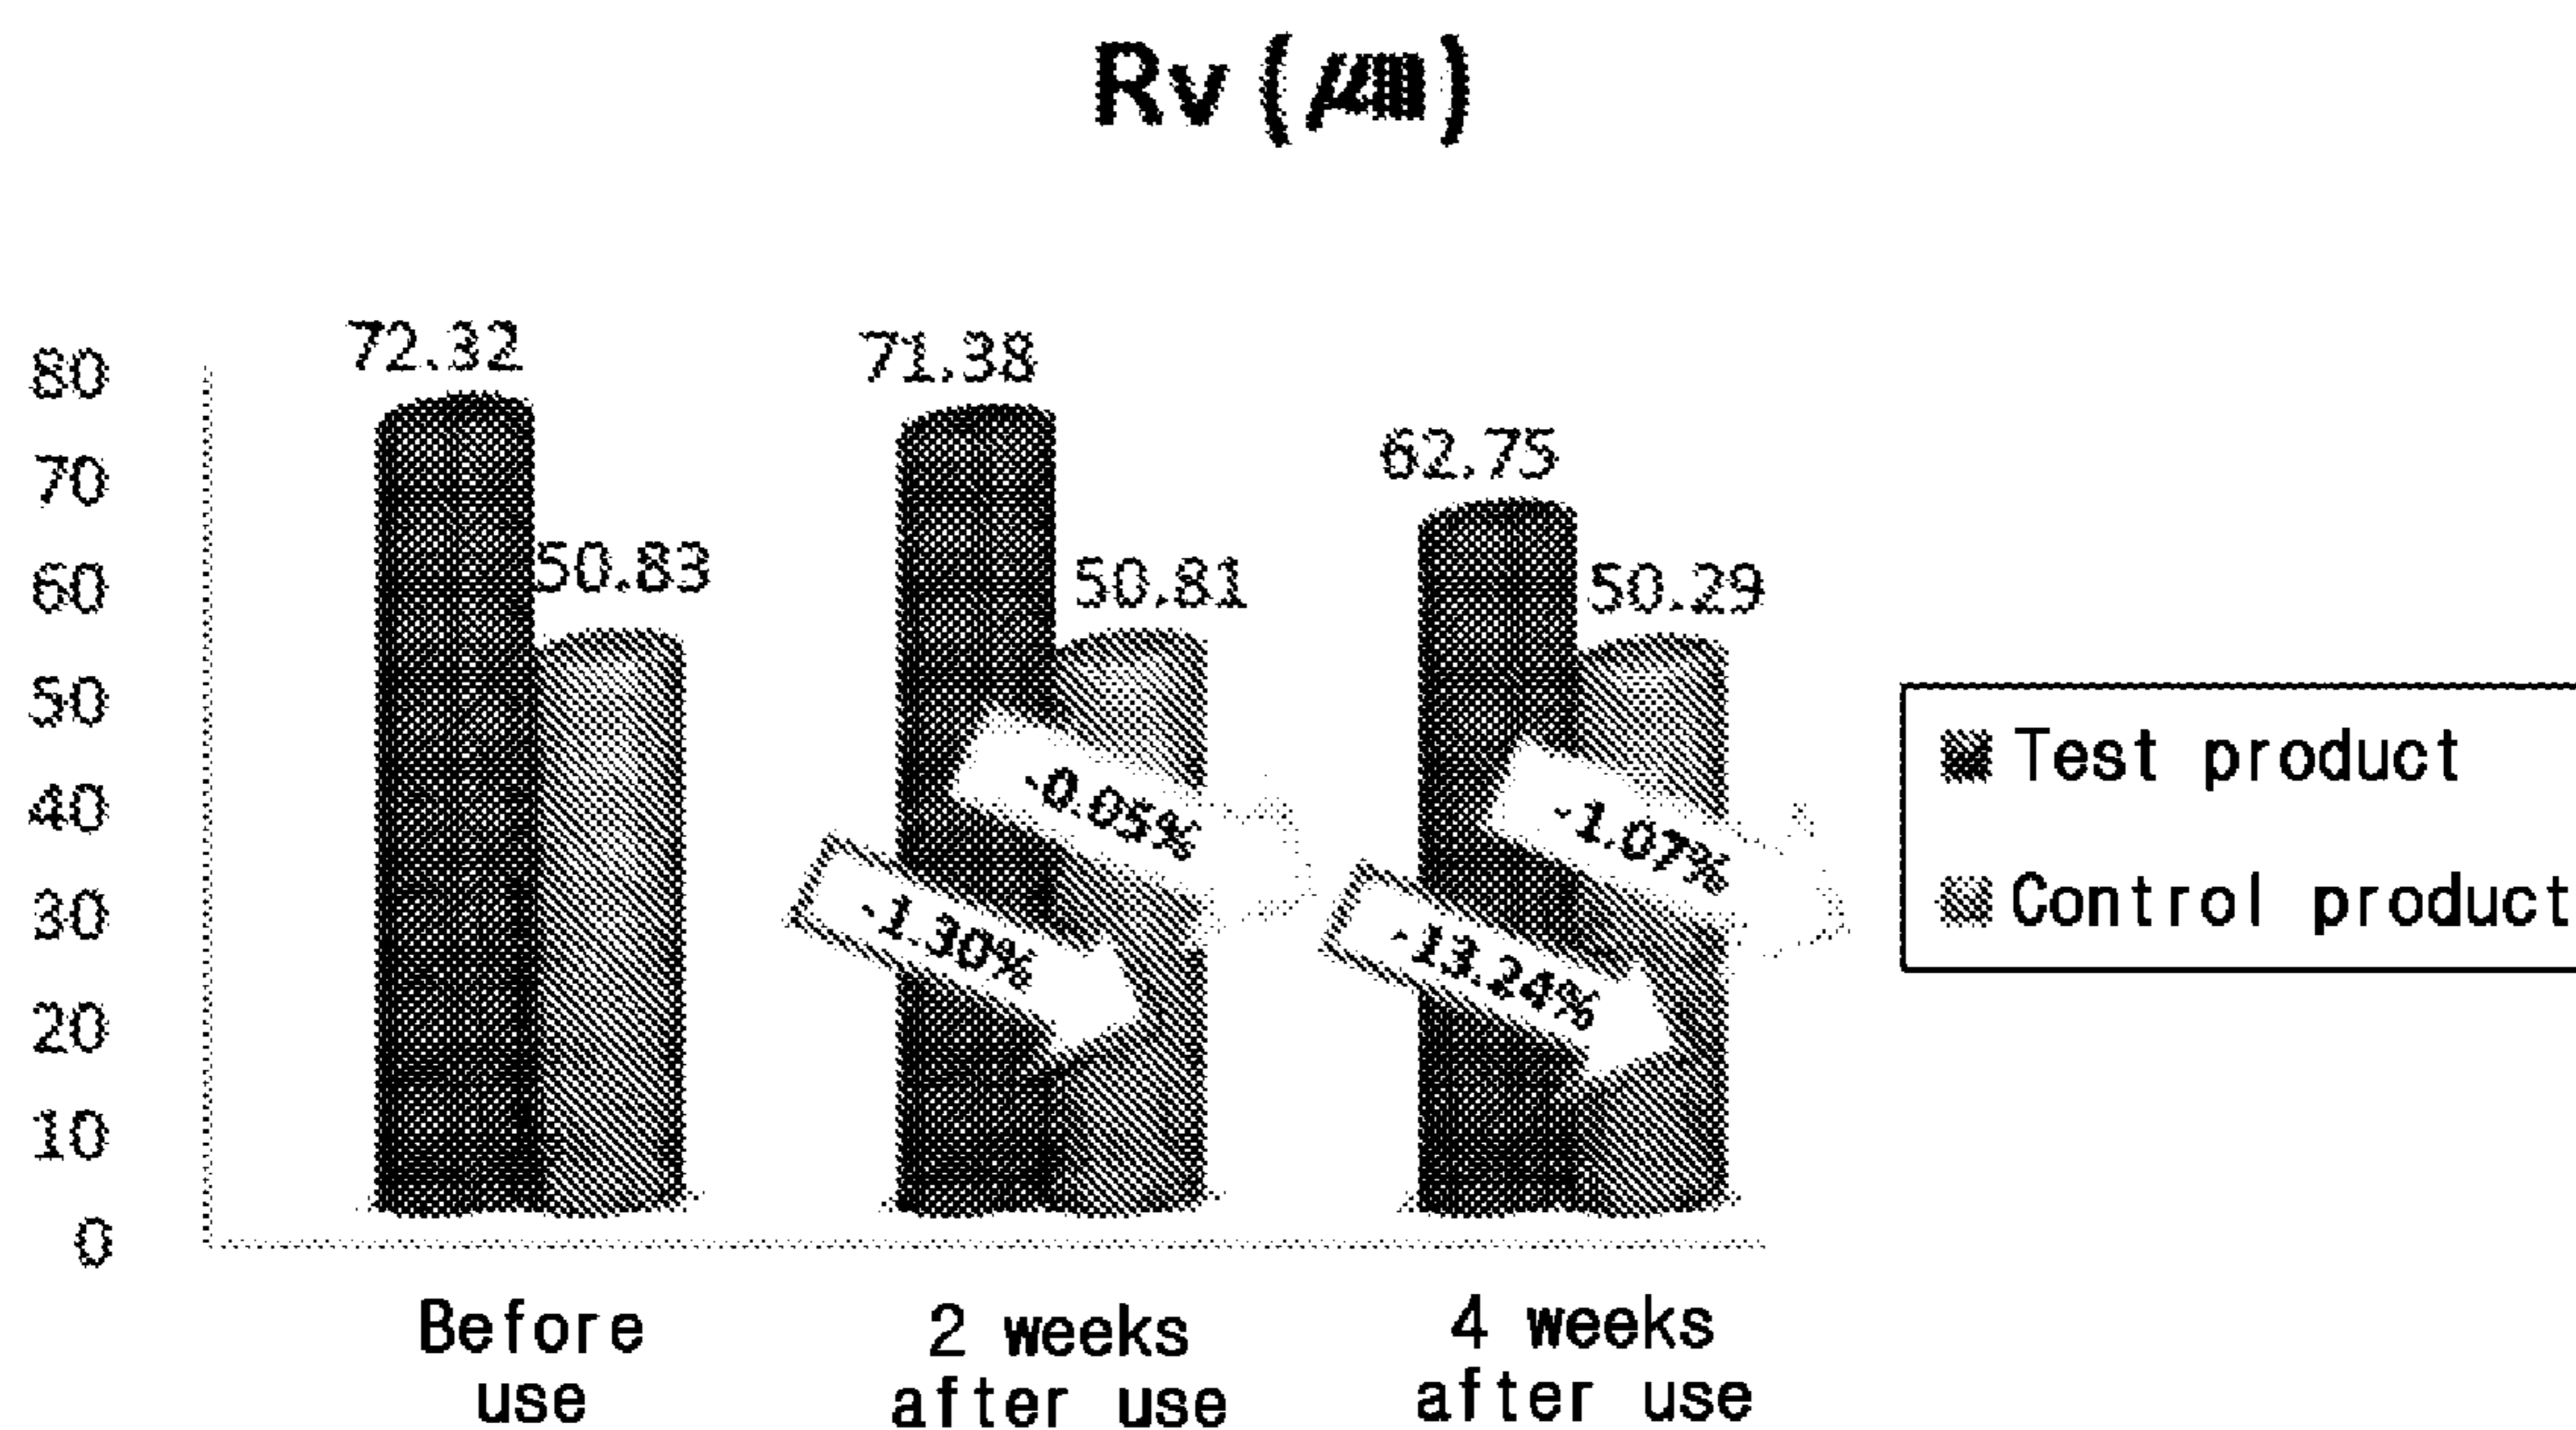 Rv (㎛)
72.32
71.38
62.75
50.83
50.81
50.29
80
70
60
50
40
30
20
10
0
-0.05%
-1.30%
-1.07%
-13.24%
Test product
Control product
Before
use
2 weeks
after use
4 weeks
after use